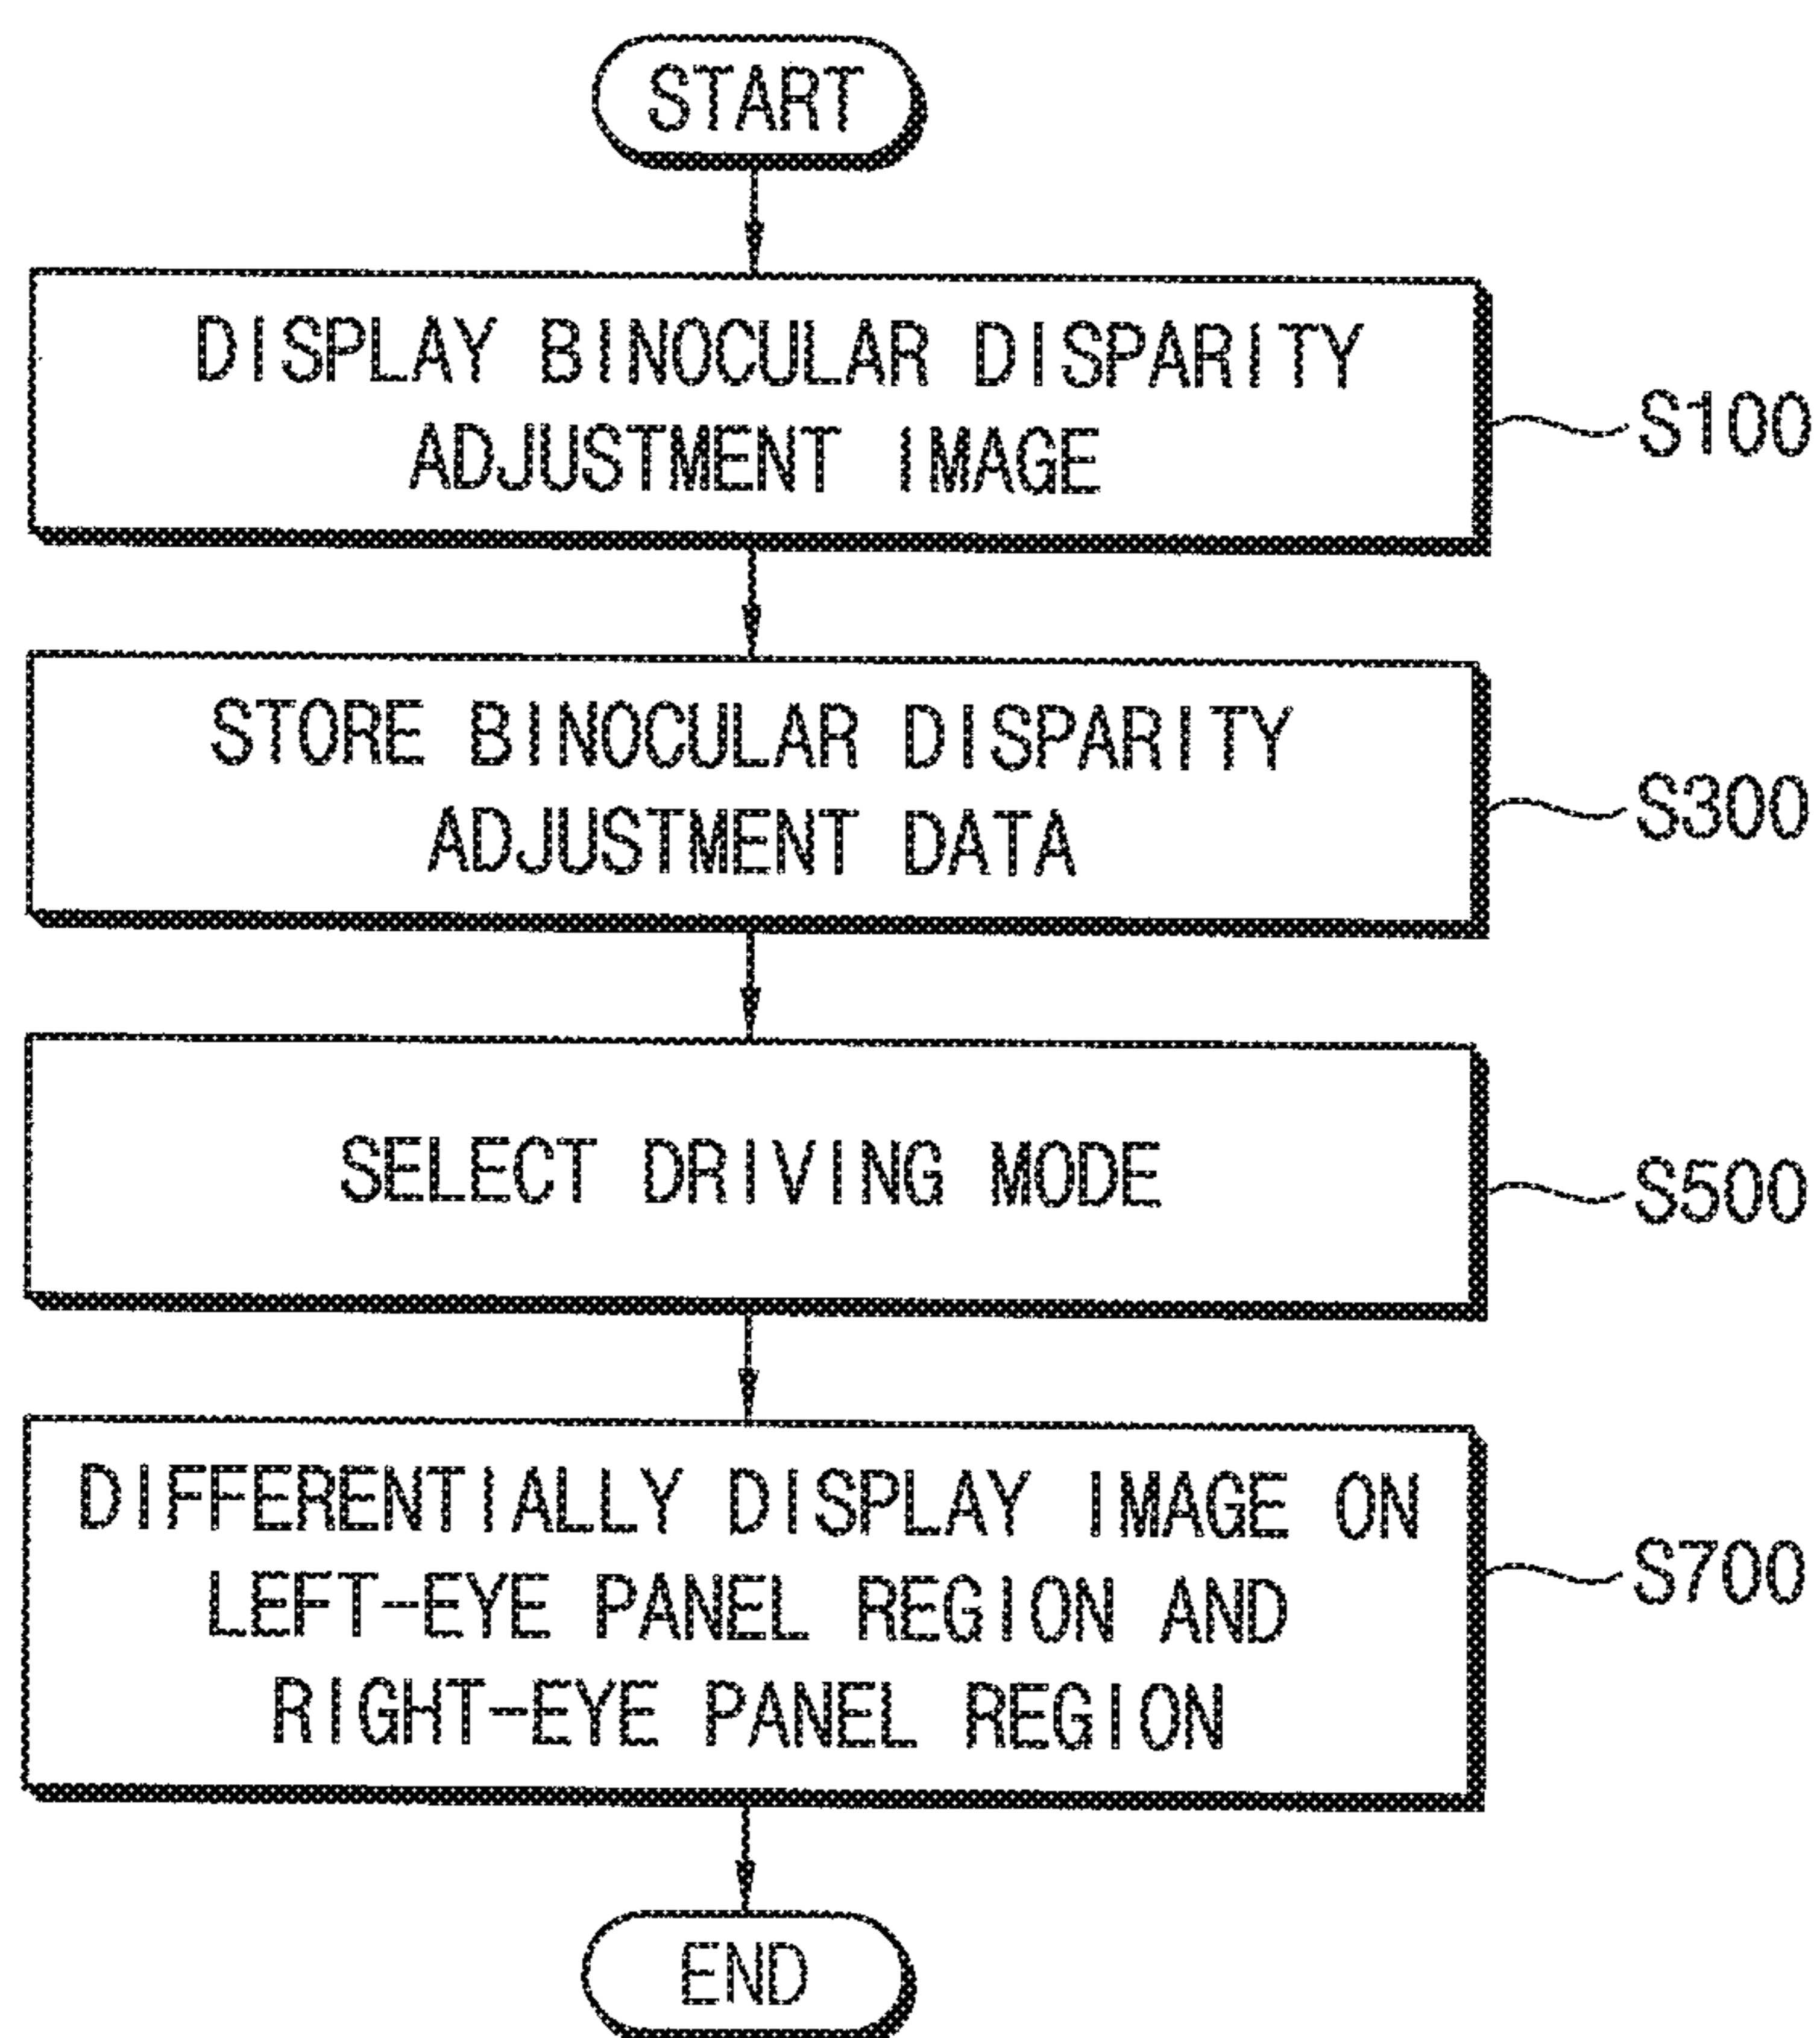 START
DISPLAY BINOCULAR DISPARITY
ADJUSTMENT IMAGE
S100
STORE BINOCULAR DISPARITY
ADJUSTMENT DATA
S300
SELECT DRIVING MODE
S500
DIFFERENTIALLY DISPLAY IMAGE ON
LEFT-EYE PANEL REGION AND
RIGHT-EYE PANEL REGION
S700
END